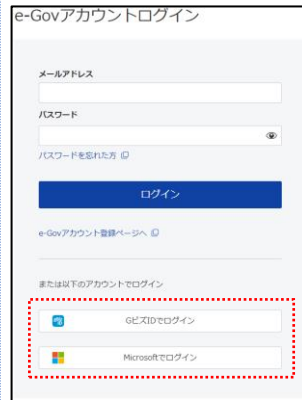 e-Govアカウントログイン
メールアドレス
パスワード
パスワードを忘れた方
ログイン
e-Govアカウント登録ページへ
または以下のアカウントでログイン
GビズIDでログイン
Microsoftでログイン